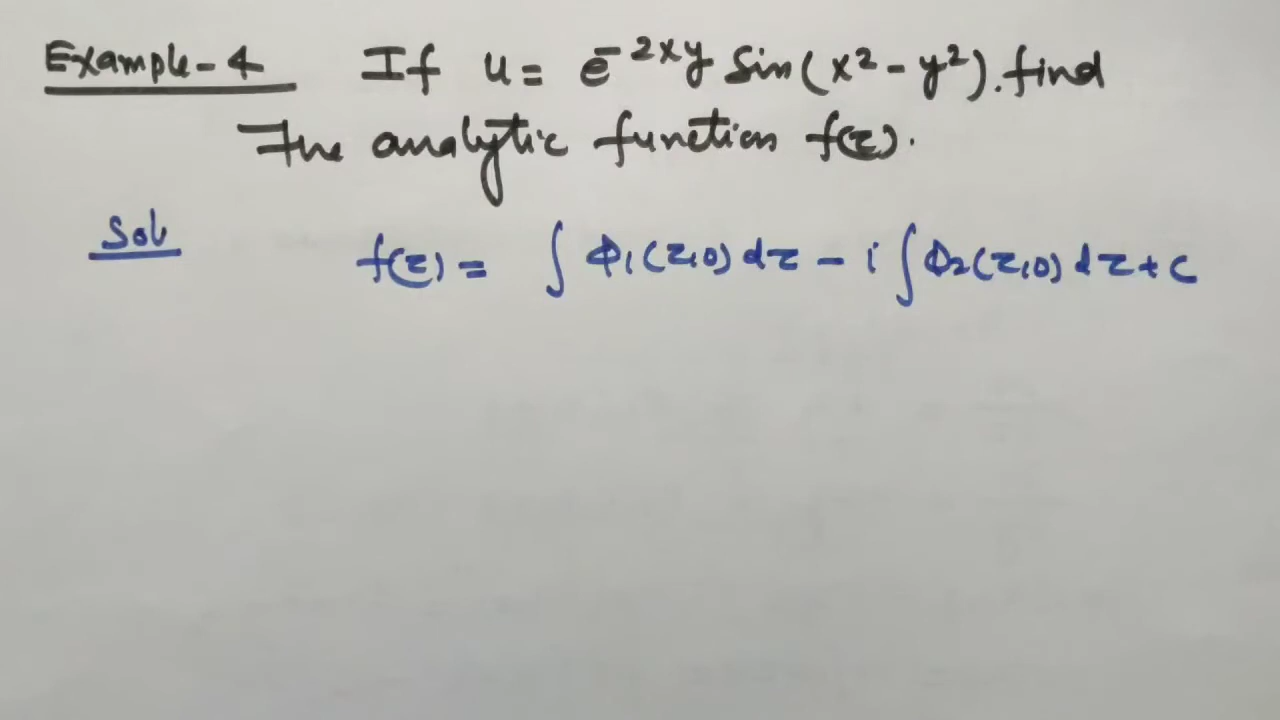 Example-4 If u = e^-2xy Sin(x²-y²). find
The analytic function f(z).
Sol f(z) = ∫ Φ₁(z,0) dz - i ∫ Φ₂(z,0) dz + C